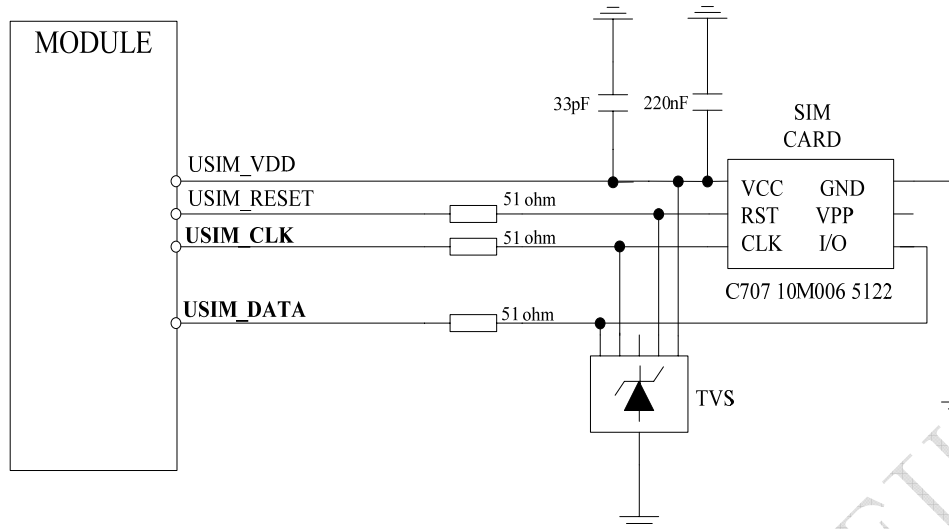 MODULE
33pF
220nF
SIM
CARD
USIM_VDD
USIM_RESET
51 ohm
USIM_CLK
51 ohm
VCC GND
RST VPP
CLK I/O
C707 10M006 5122
USIM_DATA
51 ohm
TVS